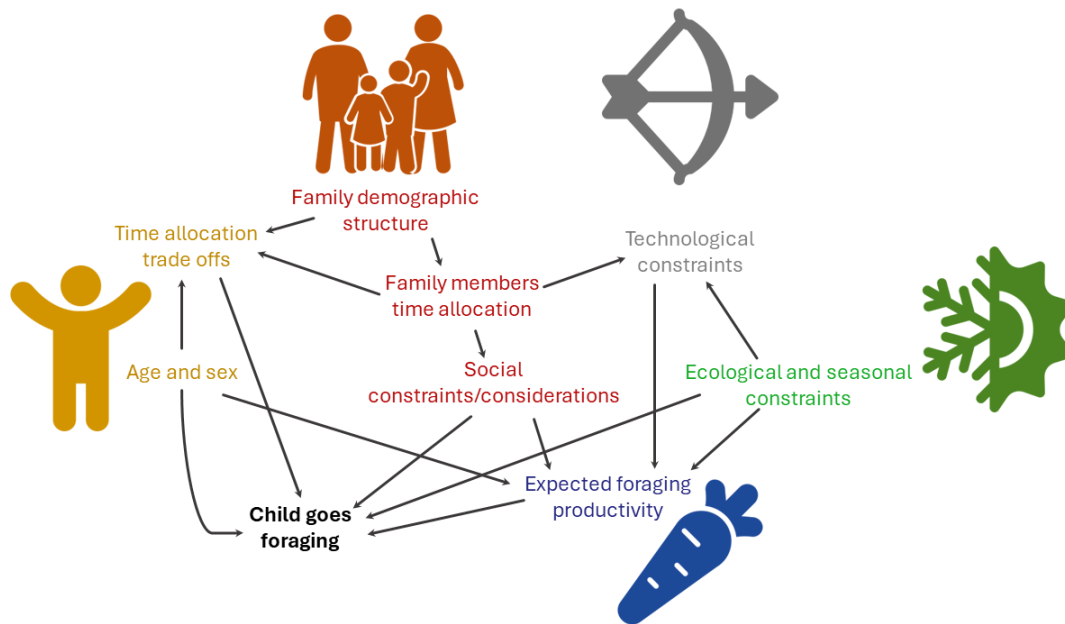 Family demographic
structure
Time allocation
trade offs
Technological
constraints
Family members
time allocation
Age and sex
Social
constraints/considerations
Ecological and seasonal
constraints
Expected foraging
productivity
Child goes
foraging